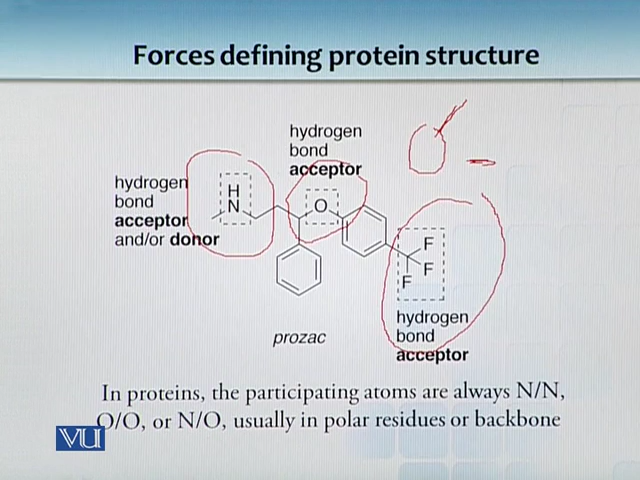 Forces defining protein structure
hydrogen
bond
acceptor
hydrogen
bond
acceptor
and/or donor
H
N
O
F
F
F
hydrogen
bond
acceptor
prozac
In proteins, the participating atoms are always N/N,
O/O, or N/O, usually in polar residues or backbone
VU